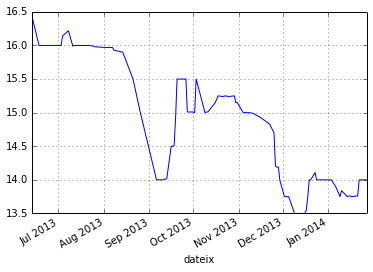 16.5
16.0
15.5
15.0
14.5
14.0
13.5
Jul 2013
Aug 2013
Sep 2013
Oct 2013
Nov 2013
Dec 2013
Jan 2014
dateix